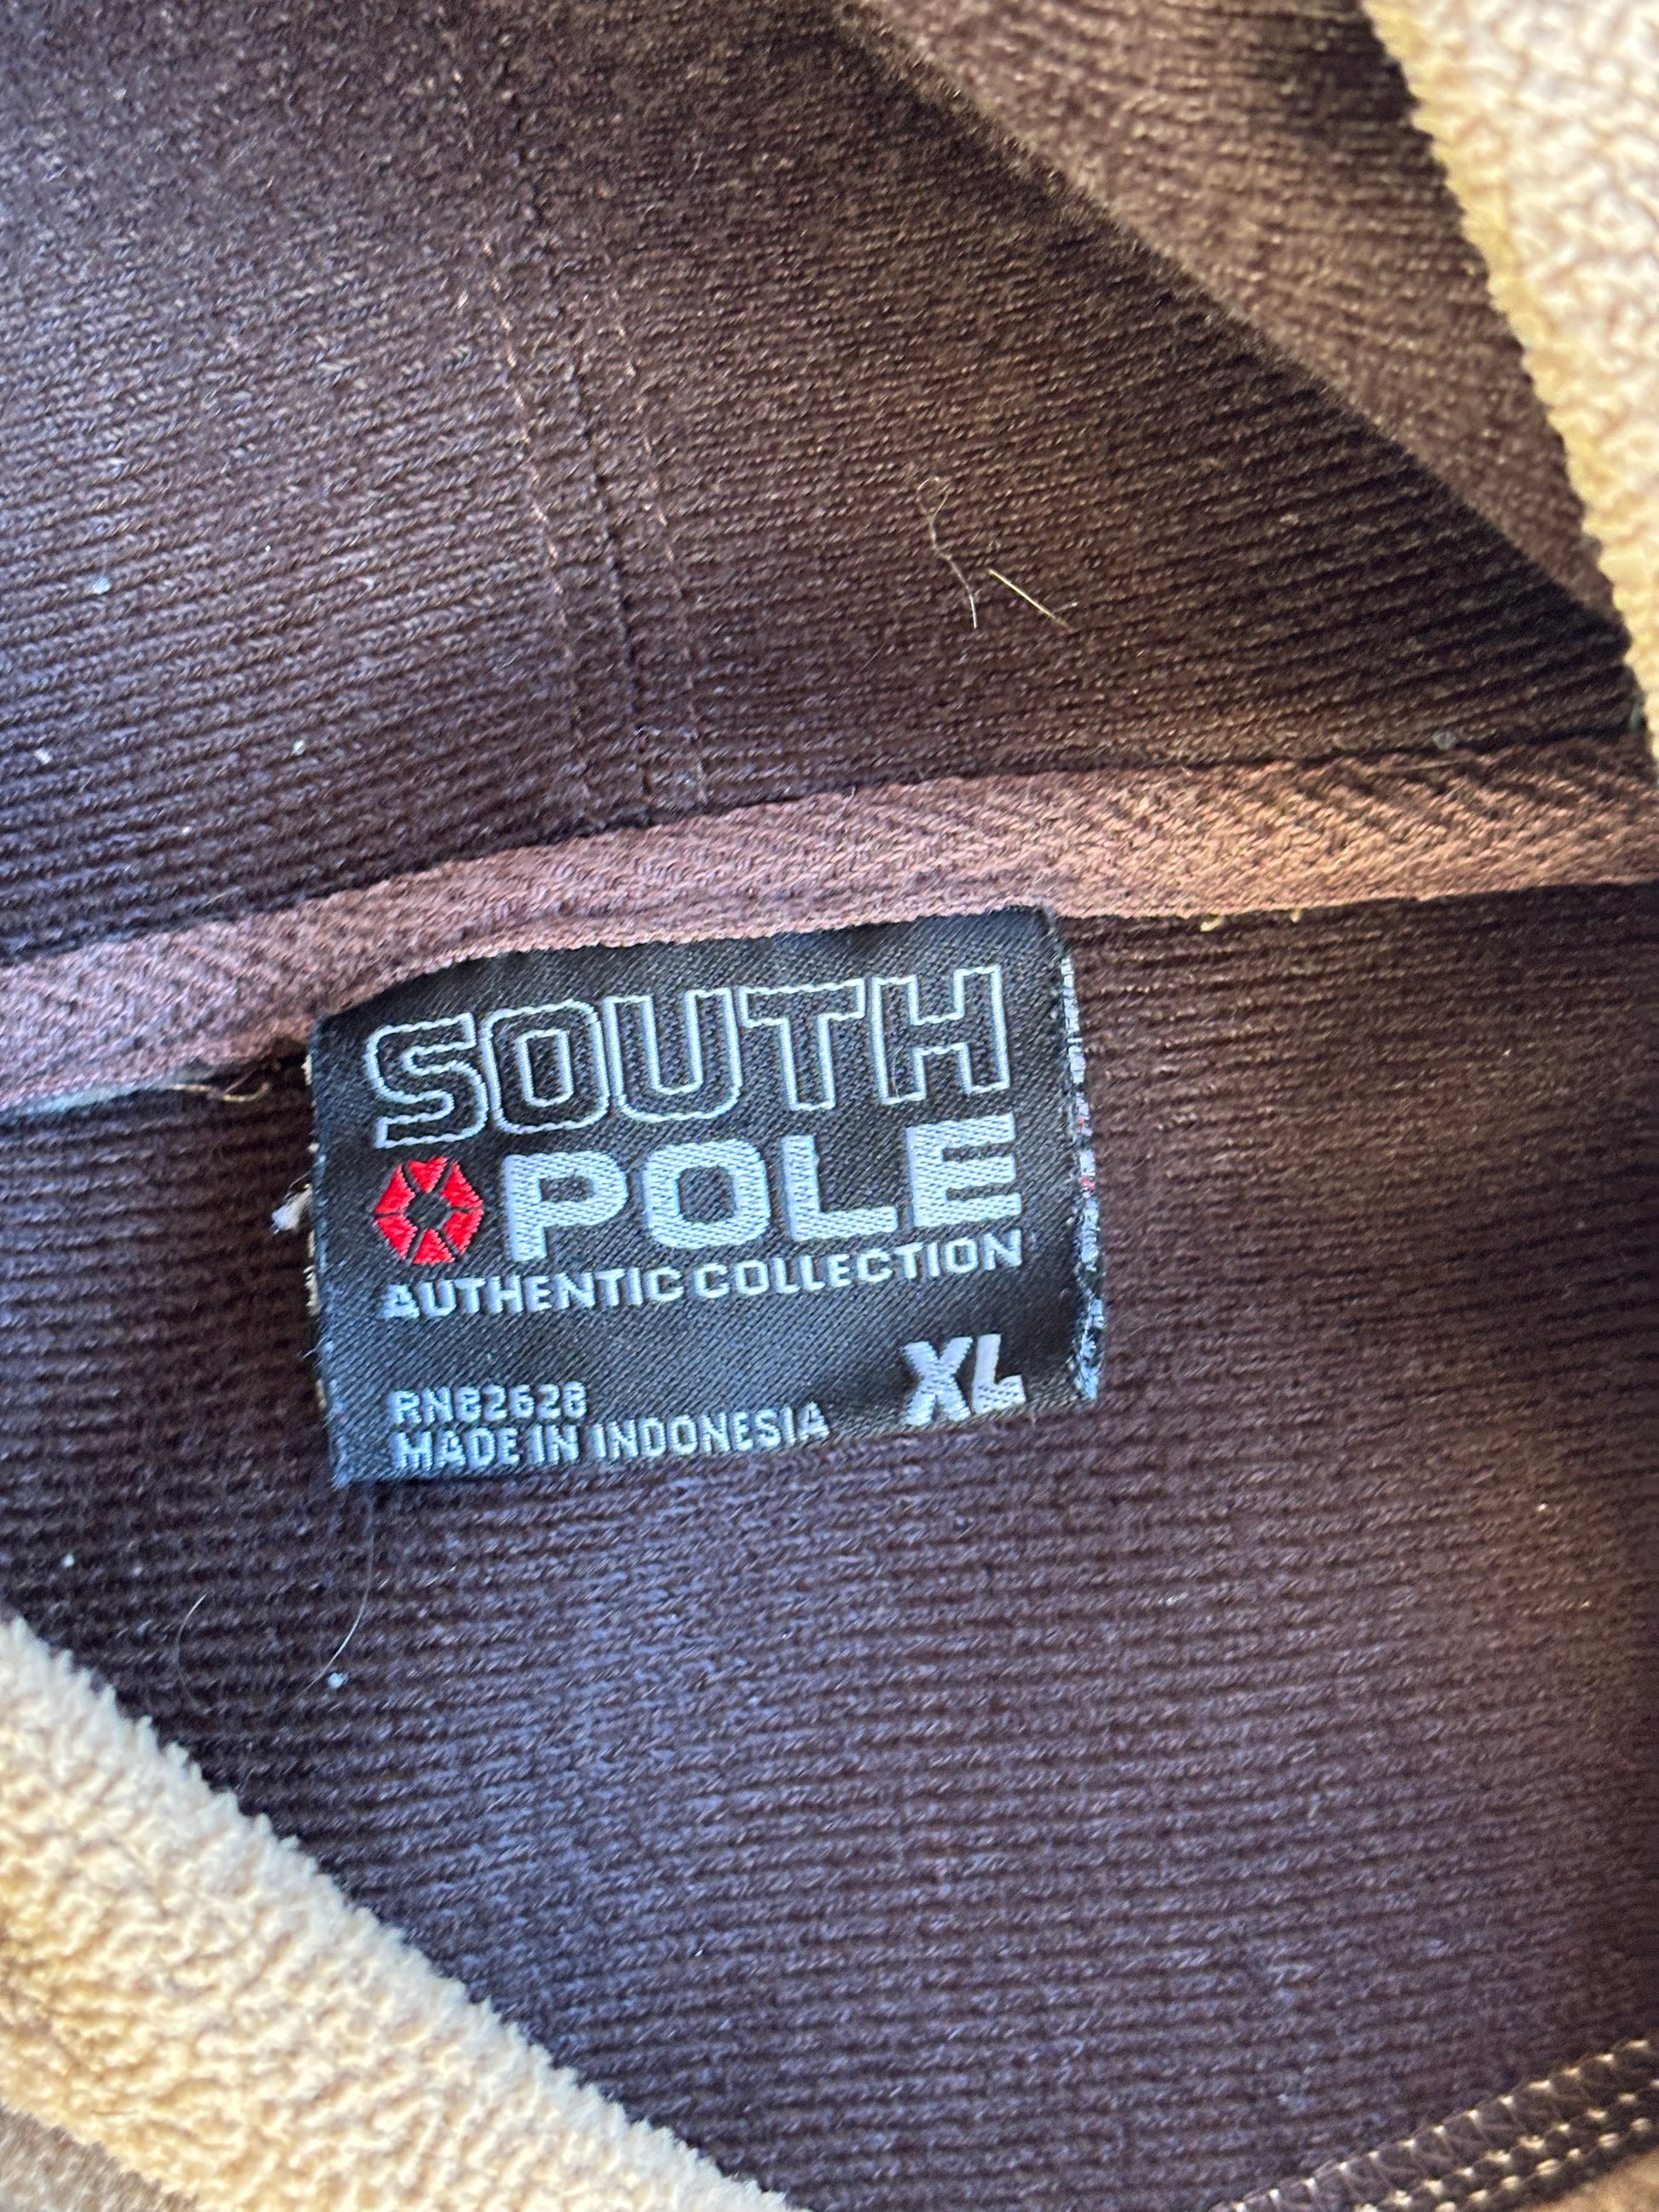 SOUTH
POLE
AUTHENTIC COLLECTION
XL
RN82628
MADE IN INDONESIA